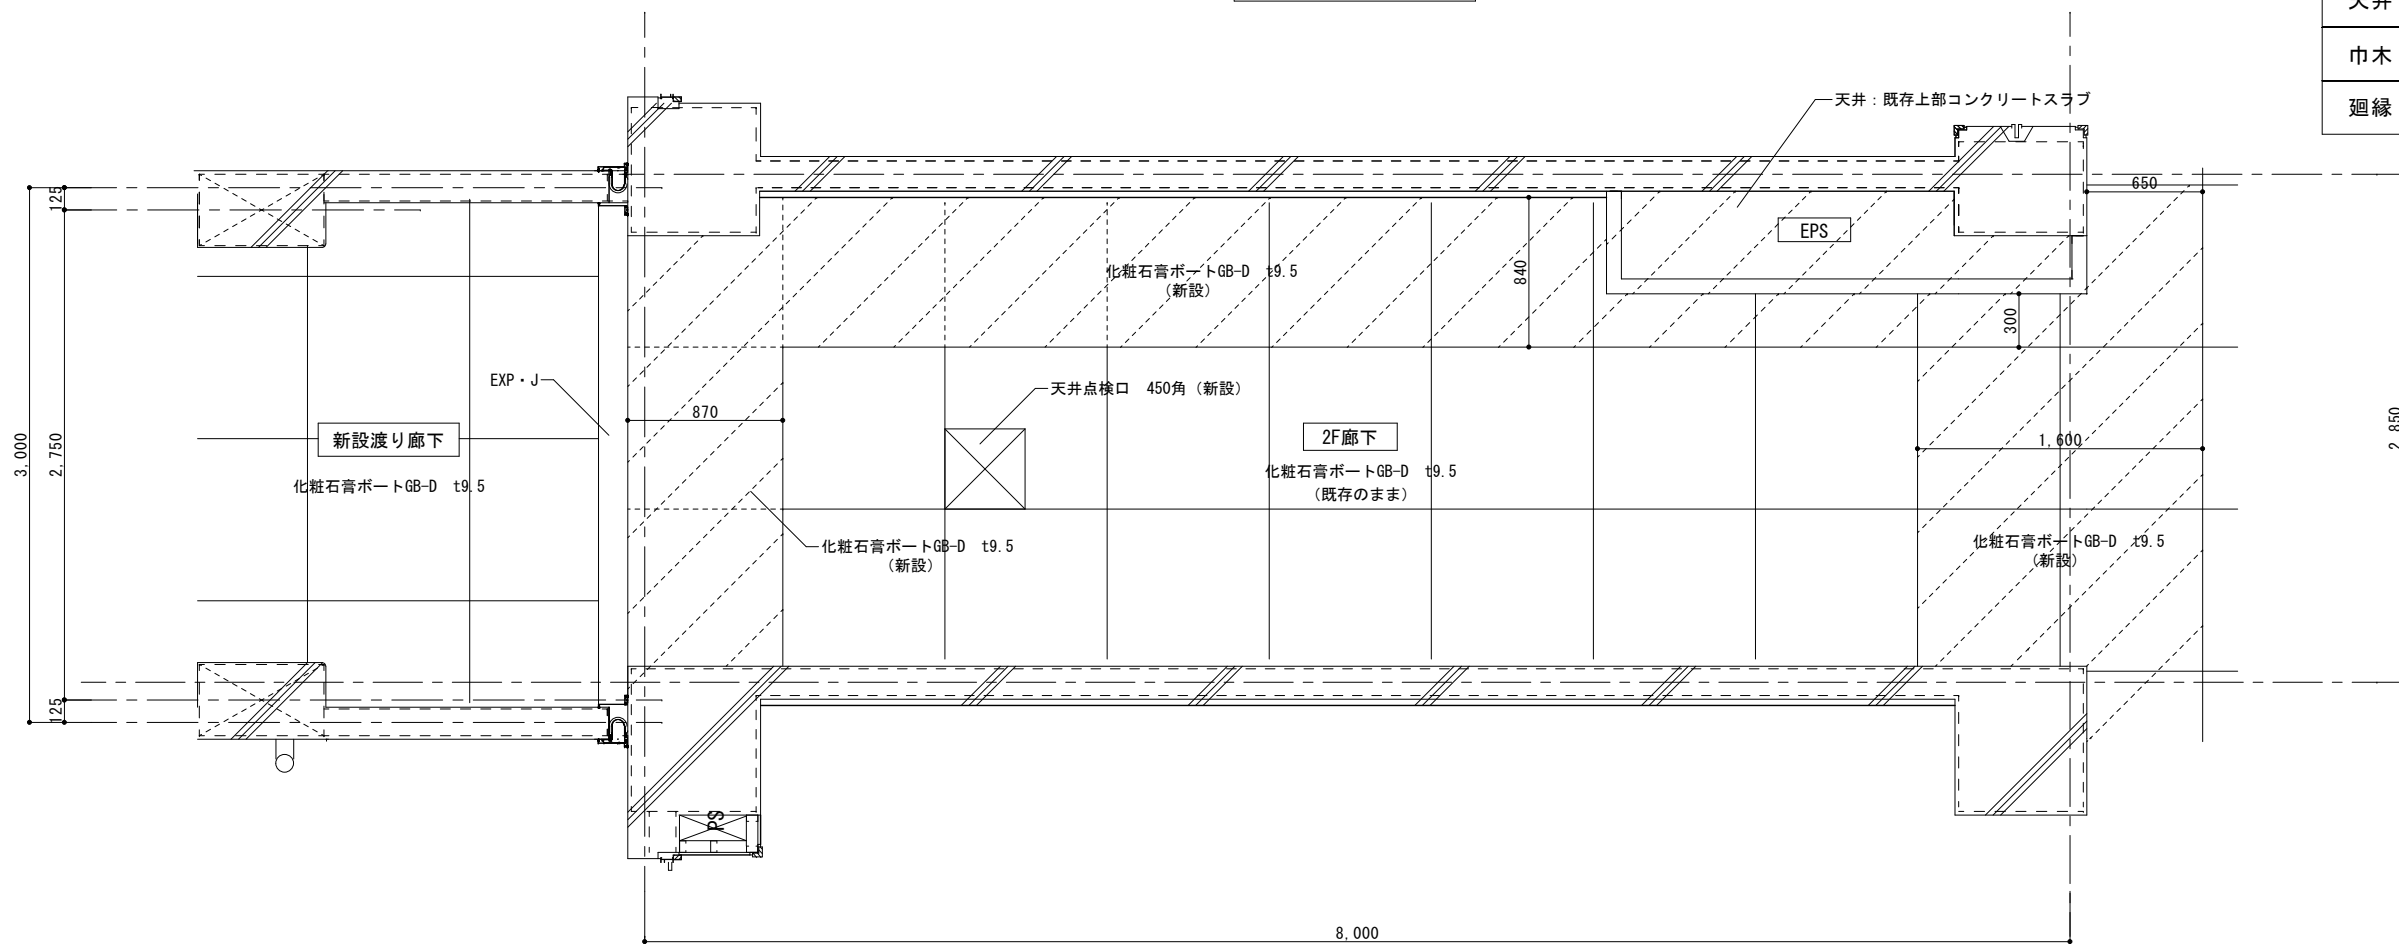 天井
巾木
廻縁
天井：既存上部コンクリートスラブ
125
650
EPS
化粧石膏ボートGB-D t9.5
（新設）
840
300
EXP・J
天井点検口 450角（新設）
870
新設渡り廊下
化粧石膏ボートGB-D t9.5
3,000
2,750
2F廊下
化粧石膏ボートGB-D t9.5
（既存のまま）
1,600
2,850
化粧石膏ボートGB-D t9.5
（新設）
化粧石膏ボートGB-D t9.5
（新設）
125
PS
8,000